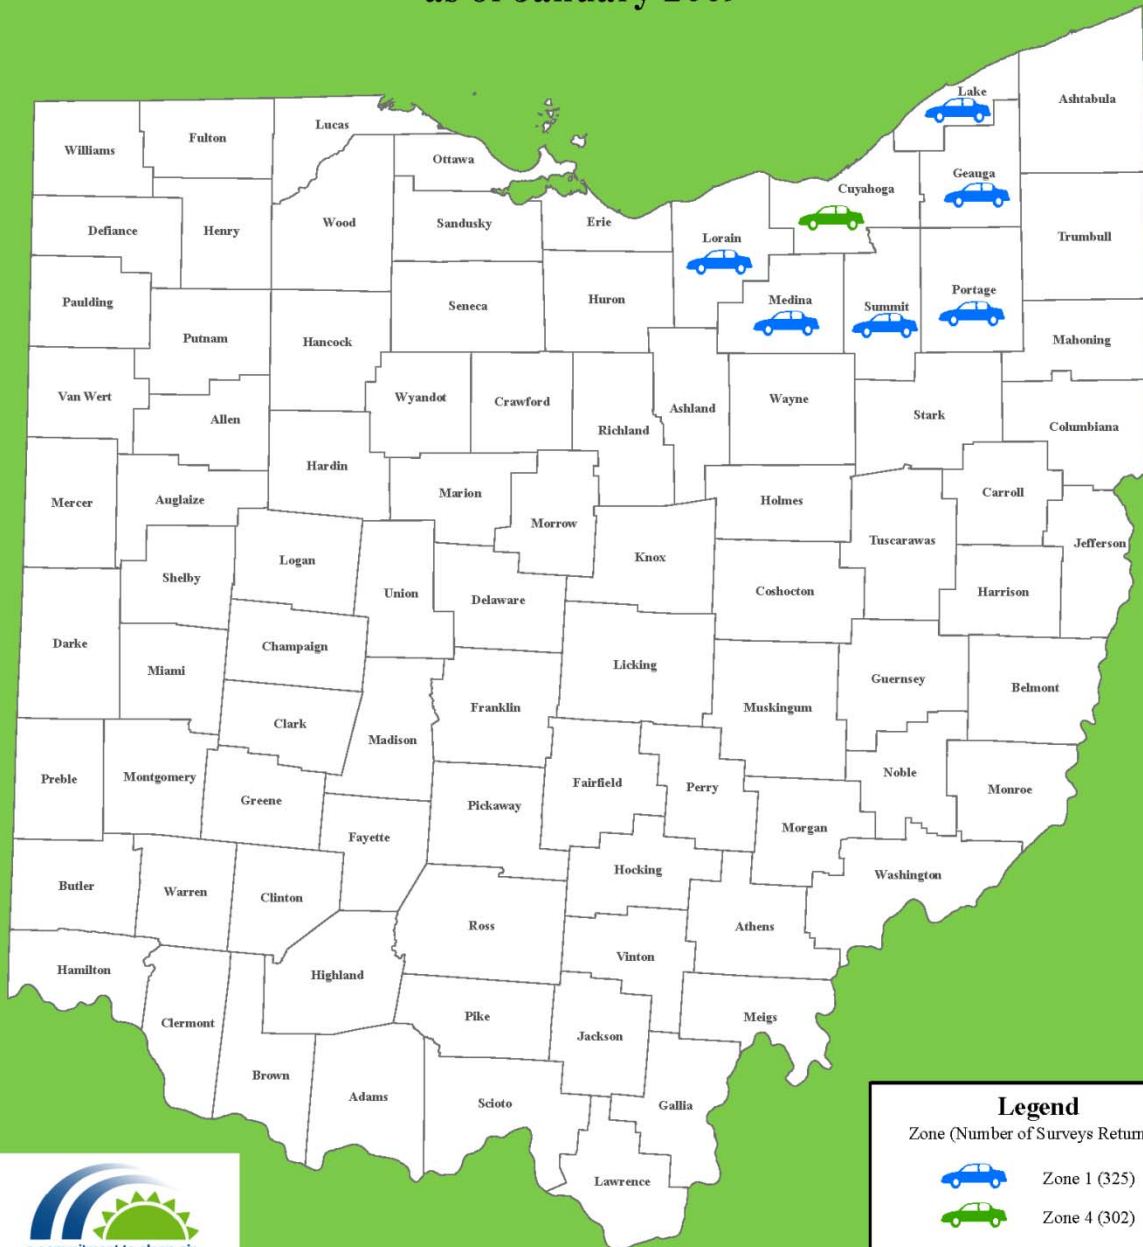 Lake
Ashtabula
Lucas
Fulton
Williams
Ottawa
Geauga
Cuyahoga
Wood
Sandusky
Erie
Defiance
Henry
Lorain
Trumbull
Paulding
Seneca
Huron
Medina
Summit
Portage
Putnam
Hancock
Mahoning
Van Wert
Wyandot
Crawford
Ashland
Wayne
Allen
Richland
Stark
Columbiana
Hardin
Mercer
Auglaize
Marion
Morrow
Holmes
Carroll
Tuscarawas
Jefferson
Logan
Knox
Shelby
Union
Delaware
Coshocton
Harrison
Darke
Champaign
Miami
Licking
Guernsey
Belmont
Clark
Franklin
Muskingum
Madison
Preble
Montgomery
Greene
Fairfield
Perry
Noble
Monroe
Pickaway
Fayette
Morgan
Butler
Warren
Clinton
Hocking
Washington
Ross
Athens
Hamilton
Highland
Vinton
Clermont
Pike
Jackson
Meigs
Brown
Adams
Scioto
Gallia
Lawrence
Legend
Zone (Number of Surveys Return
Zone 1 (325)
Zone 4 (302)